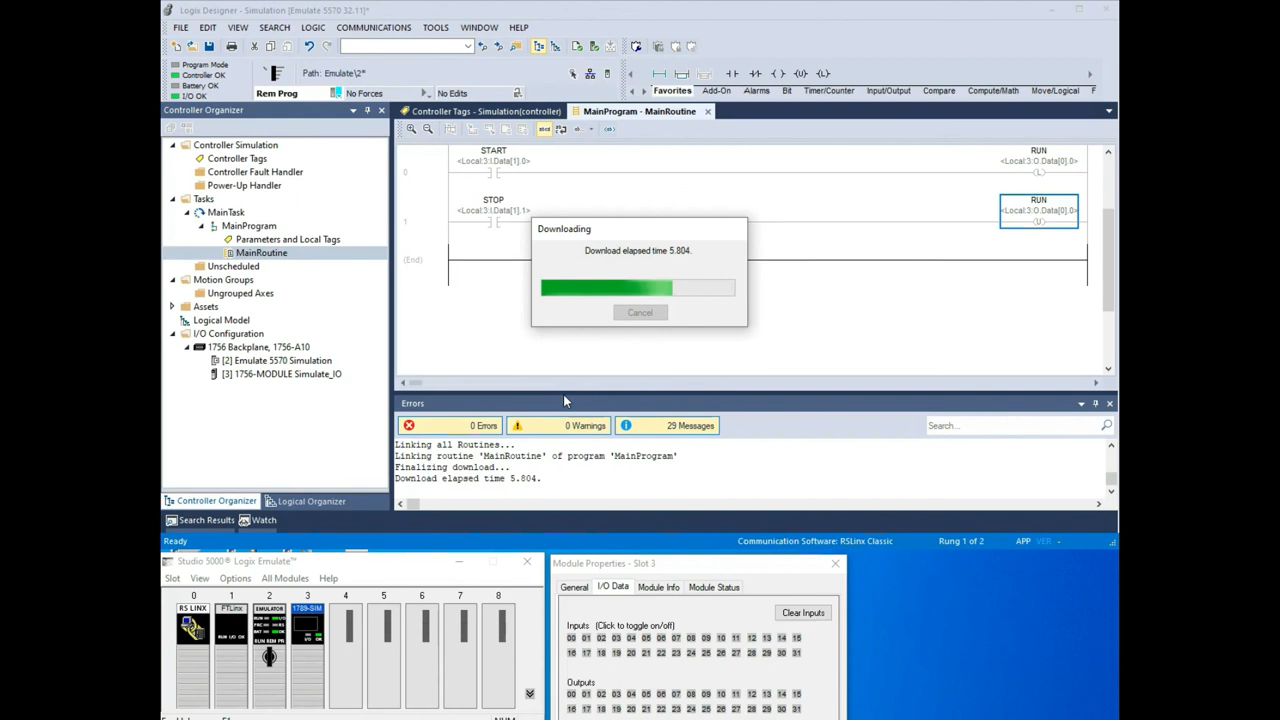 Logix Designer - Simulation [Emulate 5570 32.11]*
FILE EDIT VIEW SEARCH LOGIC COMMUNICATIONS TOOLS WINDOW HELP
Program Mode
Controller OK
Battery OK
I/O OK
Path: Emulate\2*
Rem Prog No Forces No Edits
Favorites Add-On Alarms Bit Timer/Counter Input/Output Compare Compute/Math Move/Logical F
Controller Organizer
Controller Tags - Simulation(controller) MainProgram - MainRoutine
Controller Simulation
Controller Tags
Controller Fault Handler
Power-Up Handler
Tasks
MainTask
MainProgram
Parameters and Local Tags
MainRoutine
Unscheduled
Motion Groups
Ungrouped Axes
Assets
Logical Model
I/O Configuration
1756 Backplane, 1756-A10
[2] Emulate 5570 Simulation
[3] 1756-MODULE Simulate_IO
Controller Organizer Logical Organizer
START RUN
<Local:3:I.Data[1].0> <Local:3:O.Data[0].0>
0 L
STOP RUN
<Local:3:I.Data[1].1> <Local:3:O.Data[0].0>
1 U
(End)
Downloading
Download elapsed time 5.804.
Cancel
Errors
0 Errors 0 Warnings 29 Messages Search...
Linking all Routines...
Linking routine 'MainRoutine' of program 'MainProgram'
Finalizing download...
Download elapsed time 5.804.
Search Results Watch
Ready Communication Software: RSLinx Classic Rung 1 of 2 APP VER -
Studio 5000® Logix Emulate™
Slot View Options All Modules Help
0 1 2 3 4 5 6 7 8
RS LINX FTLinx EMULATOR 1789-SIM
RUN I/O OK
RUN REM PR
Module Properties - Slot 3
General I/O Data Module Info Module Status
Clear Inputs
Inputs (Click to toggle on/off)
00 01 02 03 04 05 06 07 08 09 10 11 12 13 14 15
16 17 18 19 20 21 22 23 24 25 26 27 28 29 30 31
Outputs
00 01 02 03 04 05 06 07 08 09 10 11 12 13 14 15
16 17 18 19 20 21 22 23 24 25 26 27 28 29 30 31